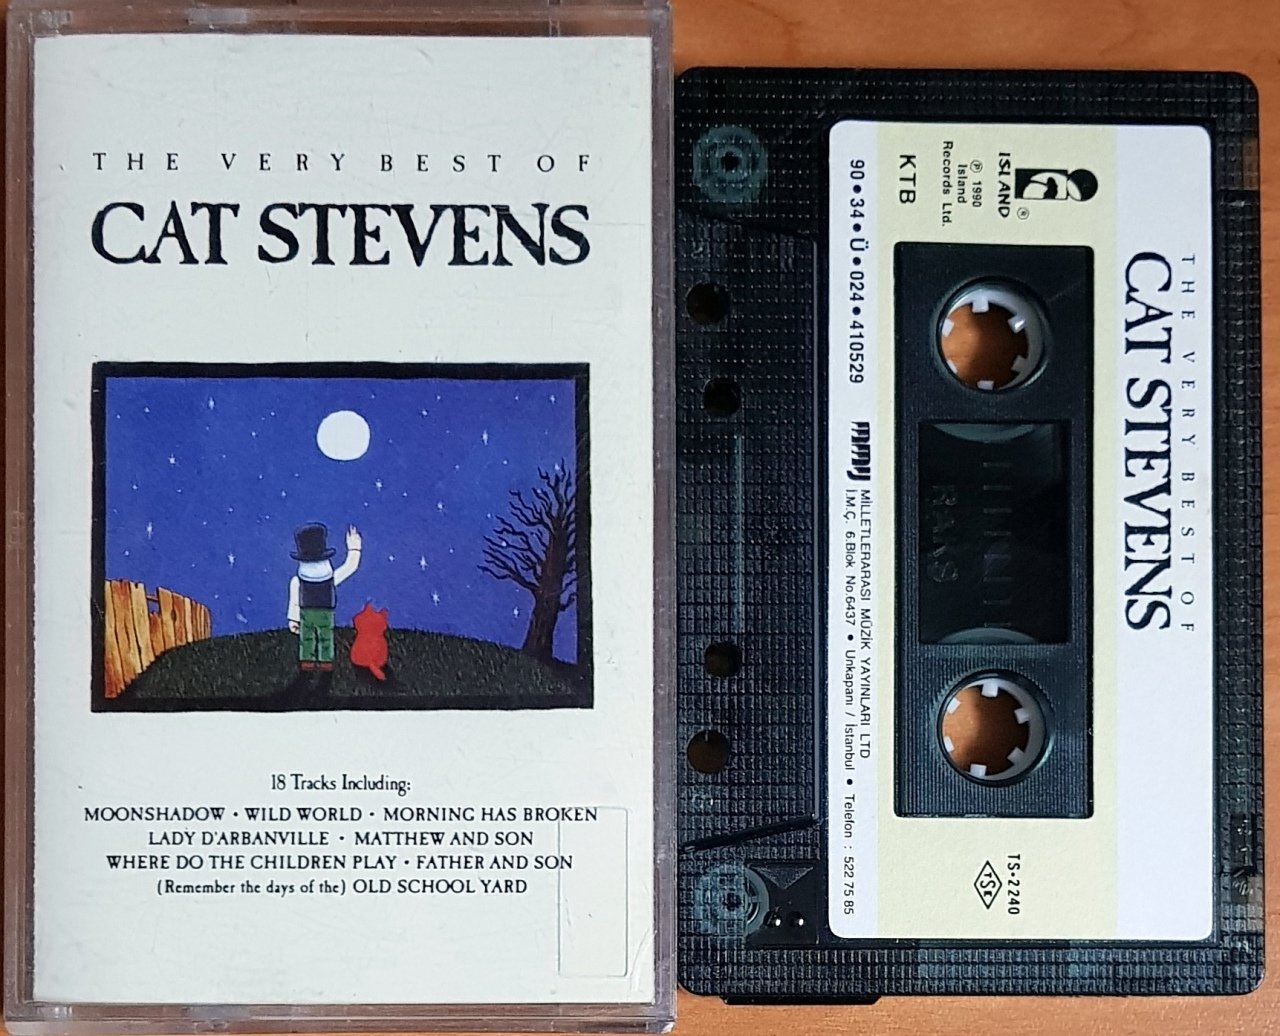 THE VERY BEST OF
CAT STEVENS
18 Tracks Including:
MOONSHADOW · WILD WORLD · MORNING HAS BROKEN
LADY D'ARBANVILLE · MATTHEW AND SON
WHERE DO THE CHILDREN PLAY · FATHER AND SON
(Remember the days of the) OLD SCHOOL YARD
THE VERY BEST OF
CAT STEVENS
ISLAND ®
℗ 1990
Island
Records Ltd.
KTB
TS•2240
TSE
RAKS
90•34•Ü•024•410529
MMY MİLLETLERARASI MÜZİK YAYINLARI LTD
İ.M.Ç. 6.Blok No.6437 • Unkapanı / İstanbul • Telefon : 522 75 85